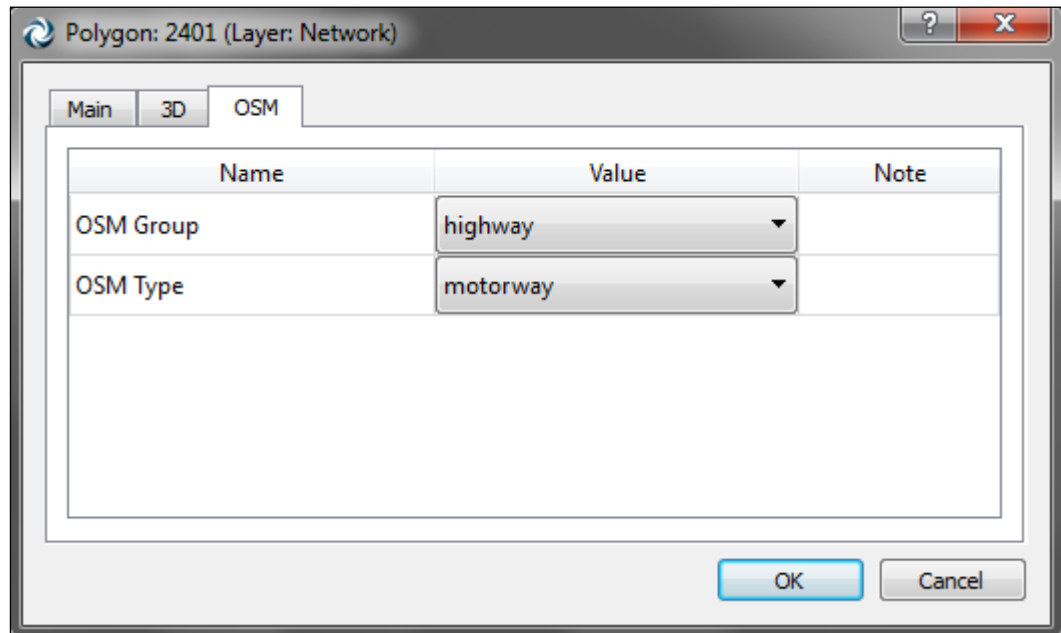 Polygon: 2401 (Layer: Network)
?
X
Main 3D OSM
Name Value Note
OSM Group highway
OSM Type motorway
OK Cancel